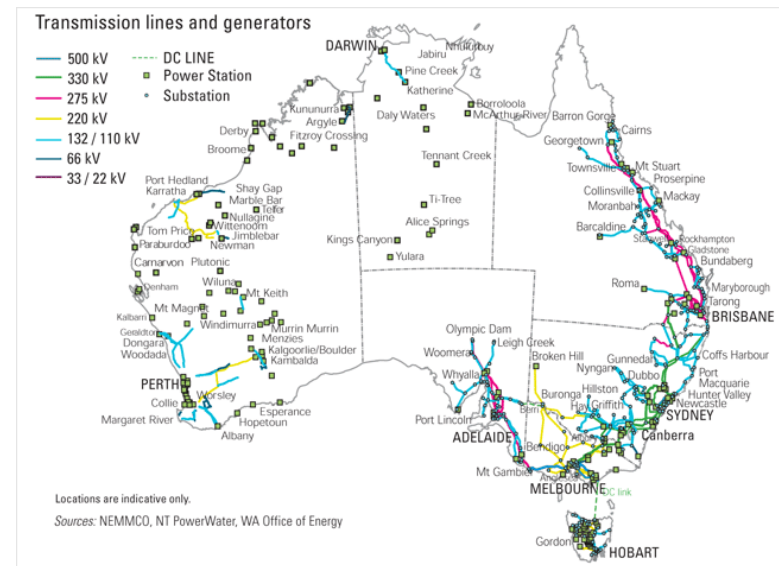 Transmission lines and generators
500 kV
330 kV
275 kV
220 kV
132 / 110 kV
66 kV
33 / 22 kV
DC LINE
Power Station
Substation
DARWIN
Nhulunbuy
Jabiru
Pine Creek
Katherine
Kununurra
Argyle
Daly Waters
Borroloola
McArthur River
Barron Gorge
Cairns
Derby
Fitzroy Crossing
Georgetown
Broome
Tennant Creek
Townsville
Mt Stuart
Proserpine
Port Hedland
Karratha
Shay Gap
Marble Bar
Telfer
Nullagine
Collinsville
Moranbah
Mackay
Ti-Tree
Tom Price
Wittenoom
Jimblebar
Paraburdoo
Newman
Alice Springs
Barcaldine
Stanwell
Rockhampton
Gladstone
Kings Canyon
Yulara
Bundaberg
Carnarvon
Plutonic
Denham
Wiluna
Mt Keith
Roma
Maryborough
Tarong
BRISBANE
Kalbarri
Mt Magnet
Windimurra
Murrin Murrin
Geraldton
Dongara
Woodada
Menzies
Kalgoorlie/Boulder
Kambalda
Olympic Dam
Leigh Creek
Woomera
Broken Hill
Gunnedah
Coffs Harbour
Nyngan
Dubbo
Port
Macquarie
Whyalla
PERTH
Worsley
Collie
Buronga
Hillston
Hay
Griffith
Hunter Valley
Newcastle
SYDNEY
Margaret River
Esperance
Hopetoun
Albany
Port Lincoln
Berri
ADELAIDE
Canberra
Bendigo
Mt Gambier
Anglesea
MELBOURNE
DC link
Gordon
HOBART
Locations are indicative only.
Sources: NEMMCO, NT PowerWater, WA Office of Energy